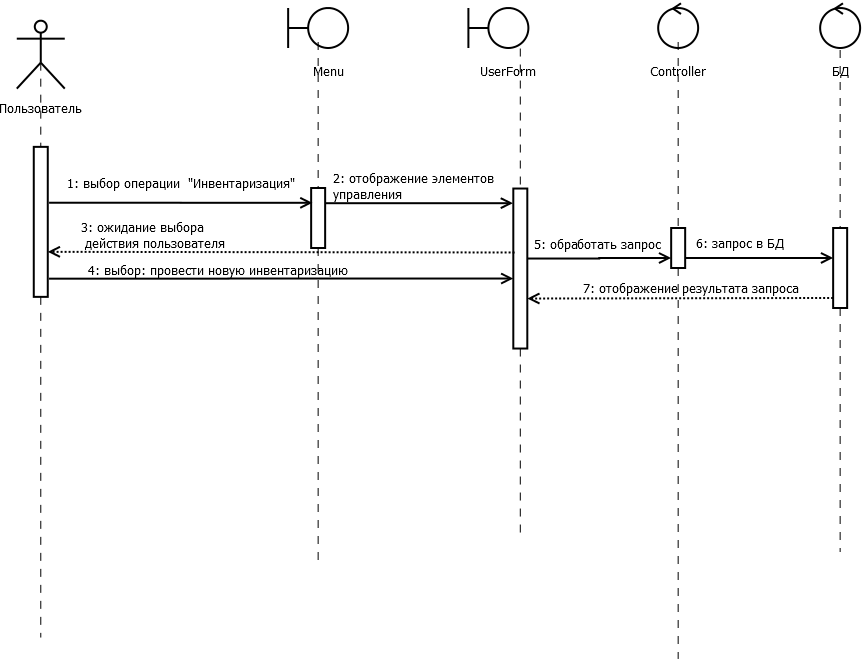 Menu
UserForm
Controller
БД
Пользователь
1: выбор операции "Инвентаризация"
2: отображение элементов
управления
3: ожидание выбора
действия пользователя
4: выбор: провести новую инвентаризацию
5: обработать запрос
6: запрос в БД
7: отображение результата запроса